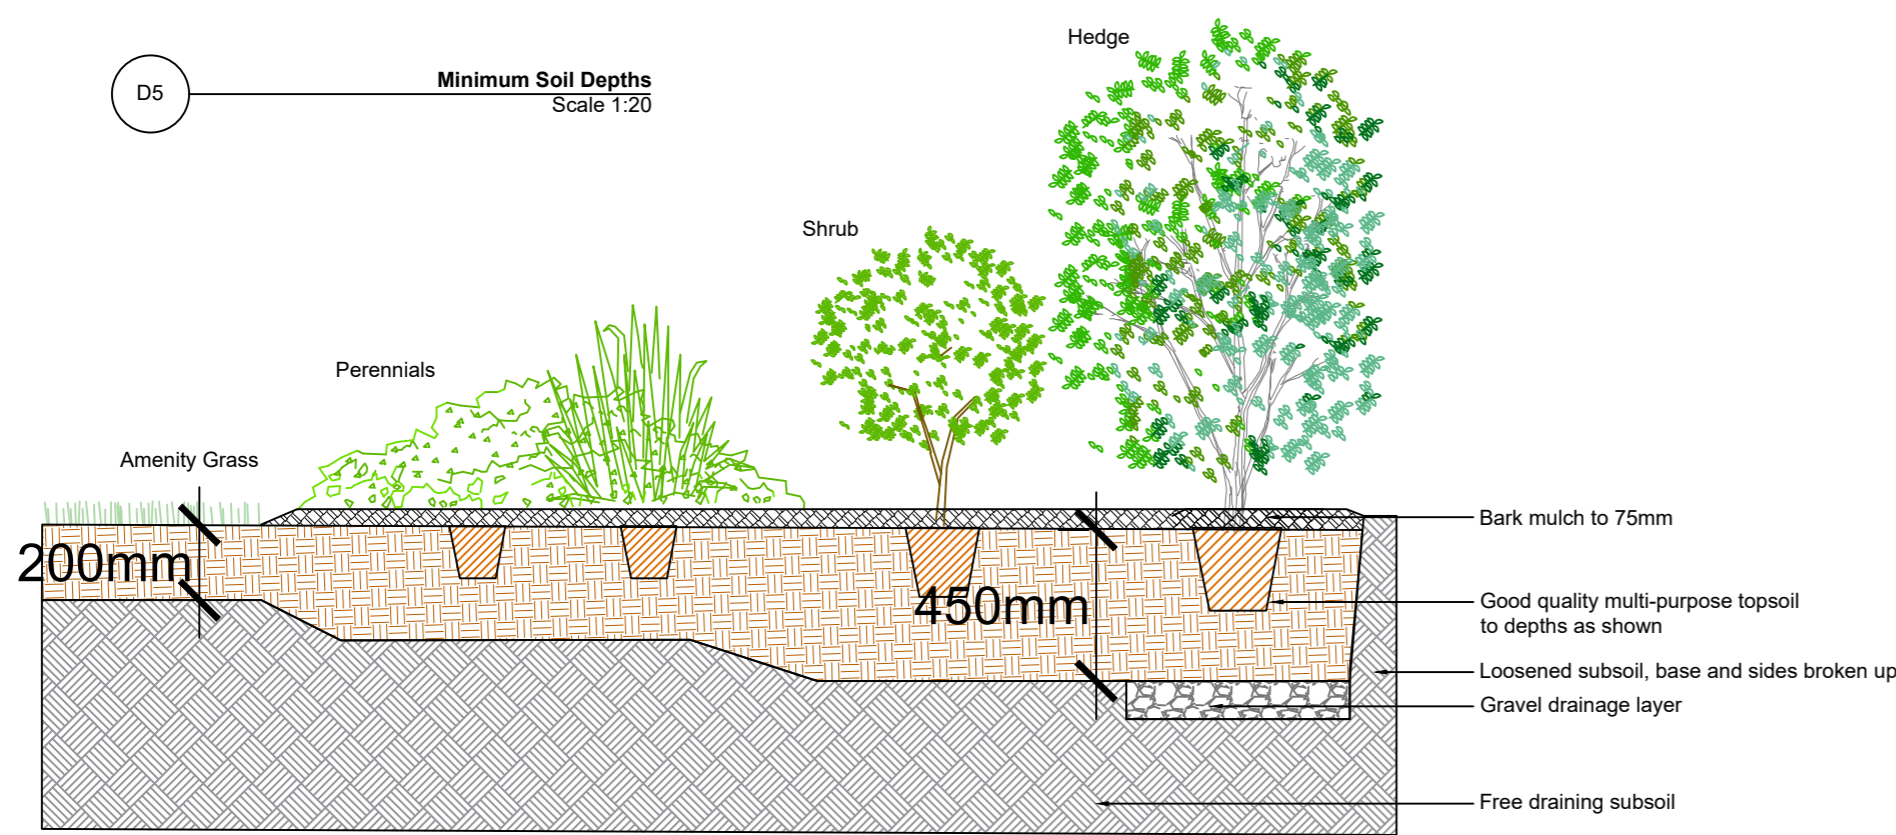 D5
Minimum Soil Depths
Scale 1:20
Hedge
Shrub
Perennials
Amenity Grass
200mm
450mm
Bark mulch to 75mm
Good quality multi-purpose topsoil
to depths as shown
Loosened subsoil, base and sides broken up
Gravel drainage layer
Free draining subsoil